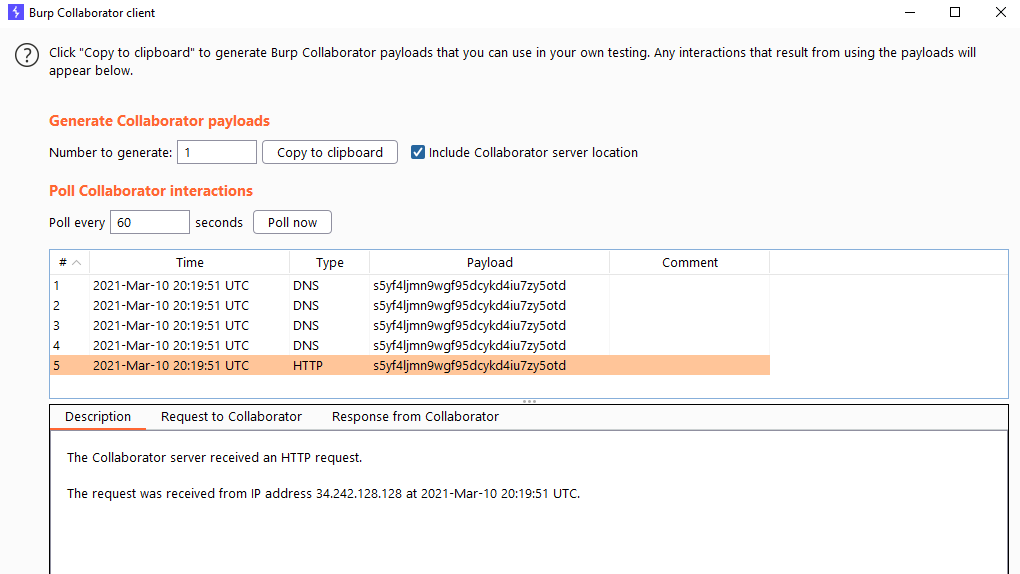 Burp Collaborator client
Click "Copy to clipboard" to generate Burp Collaborator payloads that you can use in your own testing. Any interactions that result from using the payloads will
appear below.
Generate Collaborator payloads
Number to generate: 1 Copy to clipboard Include Collaborator server location
Poll Collaborator interactions
Poll every 60 seconds Poll now
# Time Type Payload Comment
1 2021-Mar-10 20:19:51 UTC DNS s5yf4ljmn9wgf95dcykd4iu7zy5otd
2 2021-Mar-10 20:19:51 UTC DNS s5yf4ljmn9wgf95dcykd4iu7zy5otd
3 2021-Mar-10 20:19:51 UTC DNS s5yf4ljmn9wgf95dcykd4iu7zy5otd
4 2021-Mar-10 20:19:51 UTC DNS s5yf4ljmn9wgf95dcykd4iu7zy5otd
5 2021-Mar-10 20:19:51 UTC HTTP s5yf4ljmn9wgf95dcykd4iu7zy5otd
Description Request to Collaborator Response from Collaborator
The Collaborator server received an HTTP request.
The request was received from IP address 34.242.128.128 at 2021-Mar-10 20:19:51 UTC.